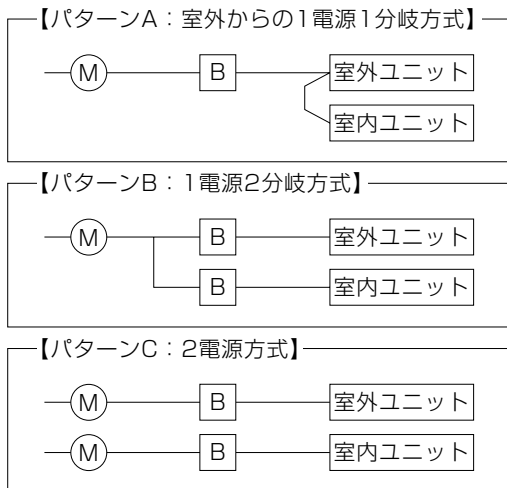 【パターンA：室外からの1電源1分岐方式】
M B 室外ユニット
室内ユニット
【パターンB：1電源2分岐方式】
M B 室外ユニット
B 室内ユニット
【パターンC：2電源方式】
M B 室外ユニット
M B 室内ユニット